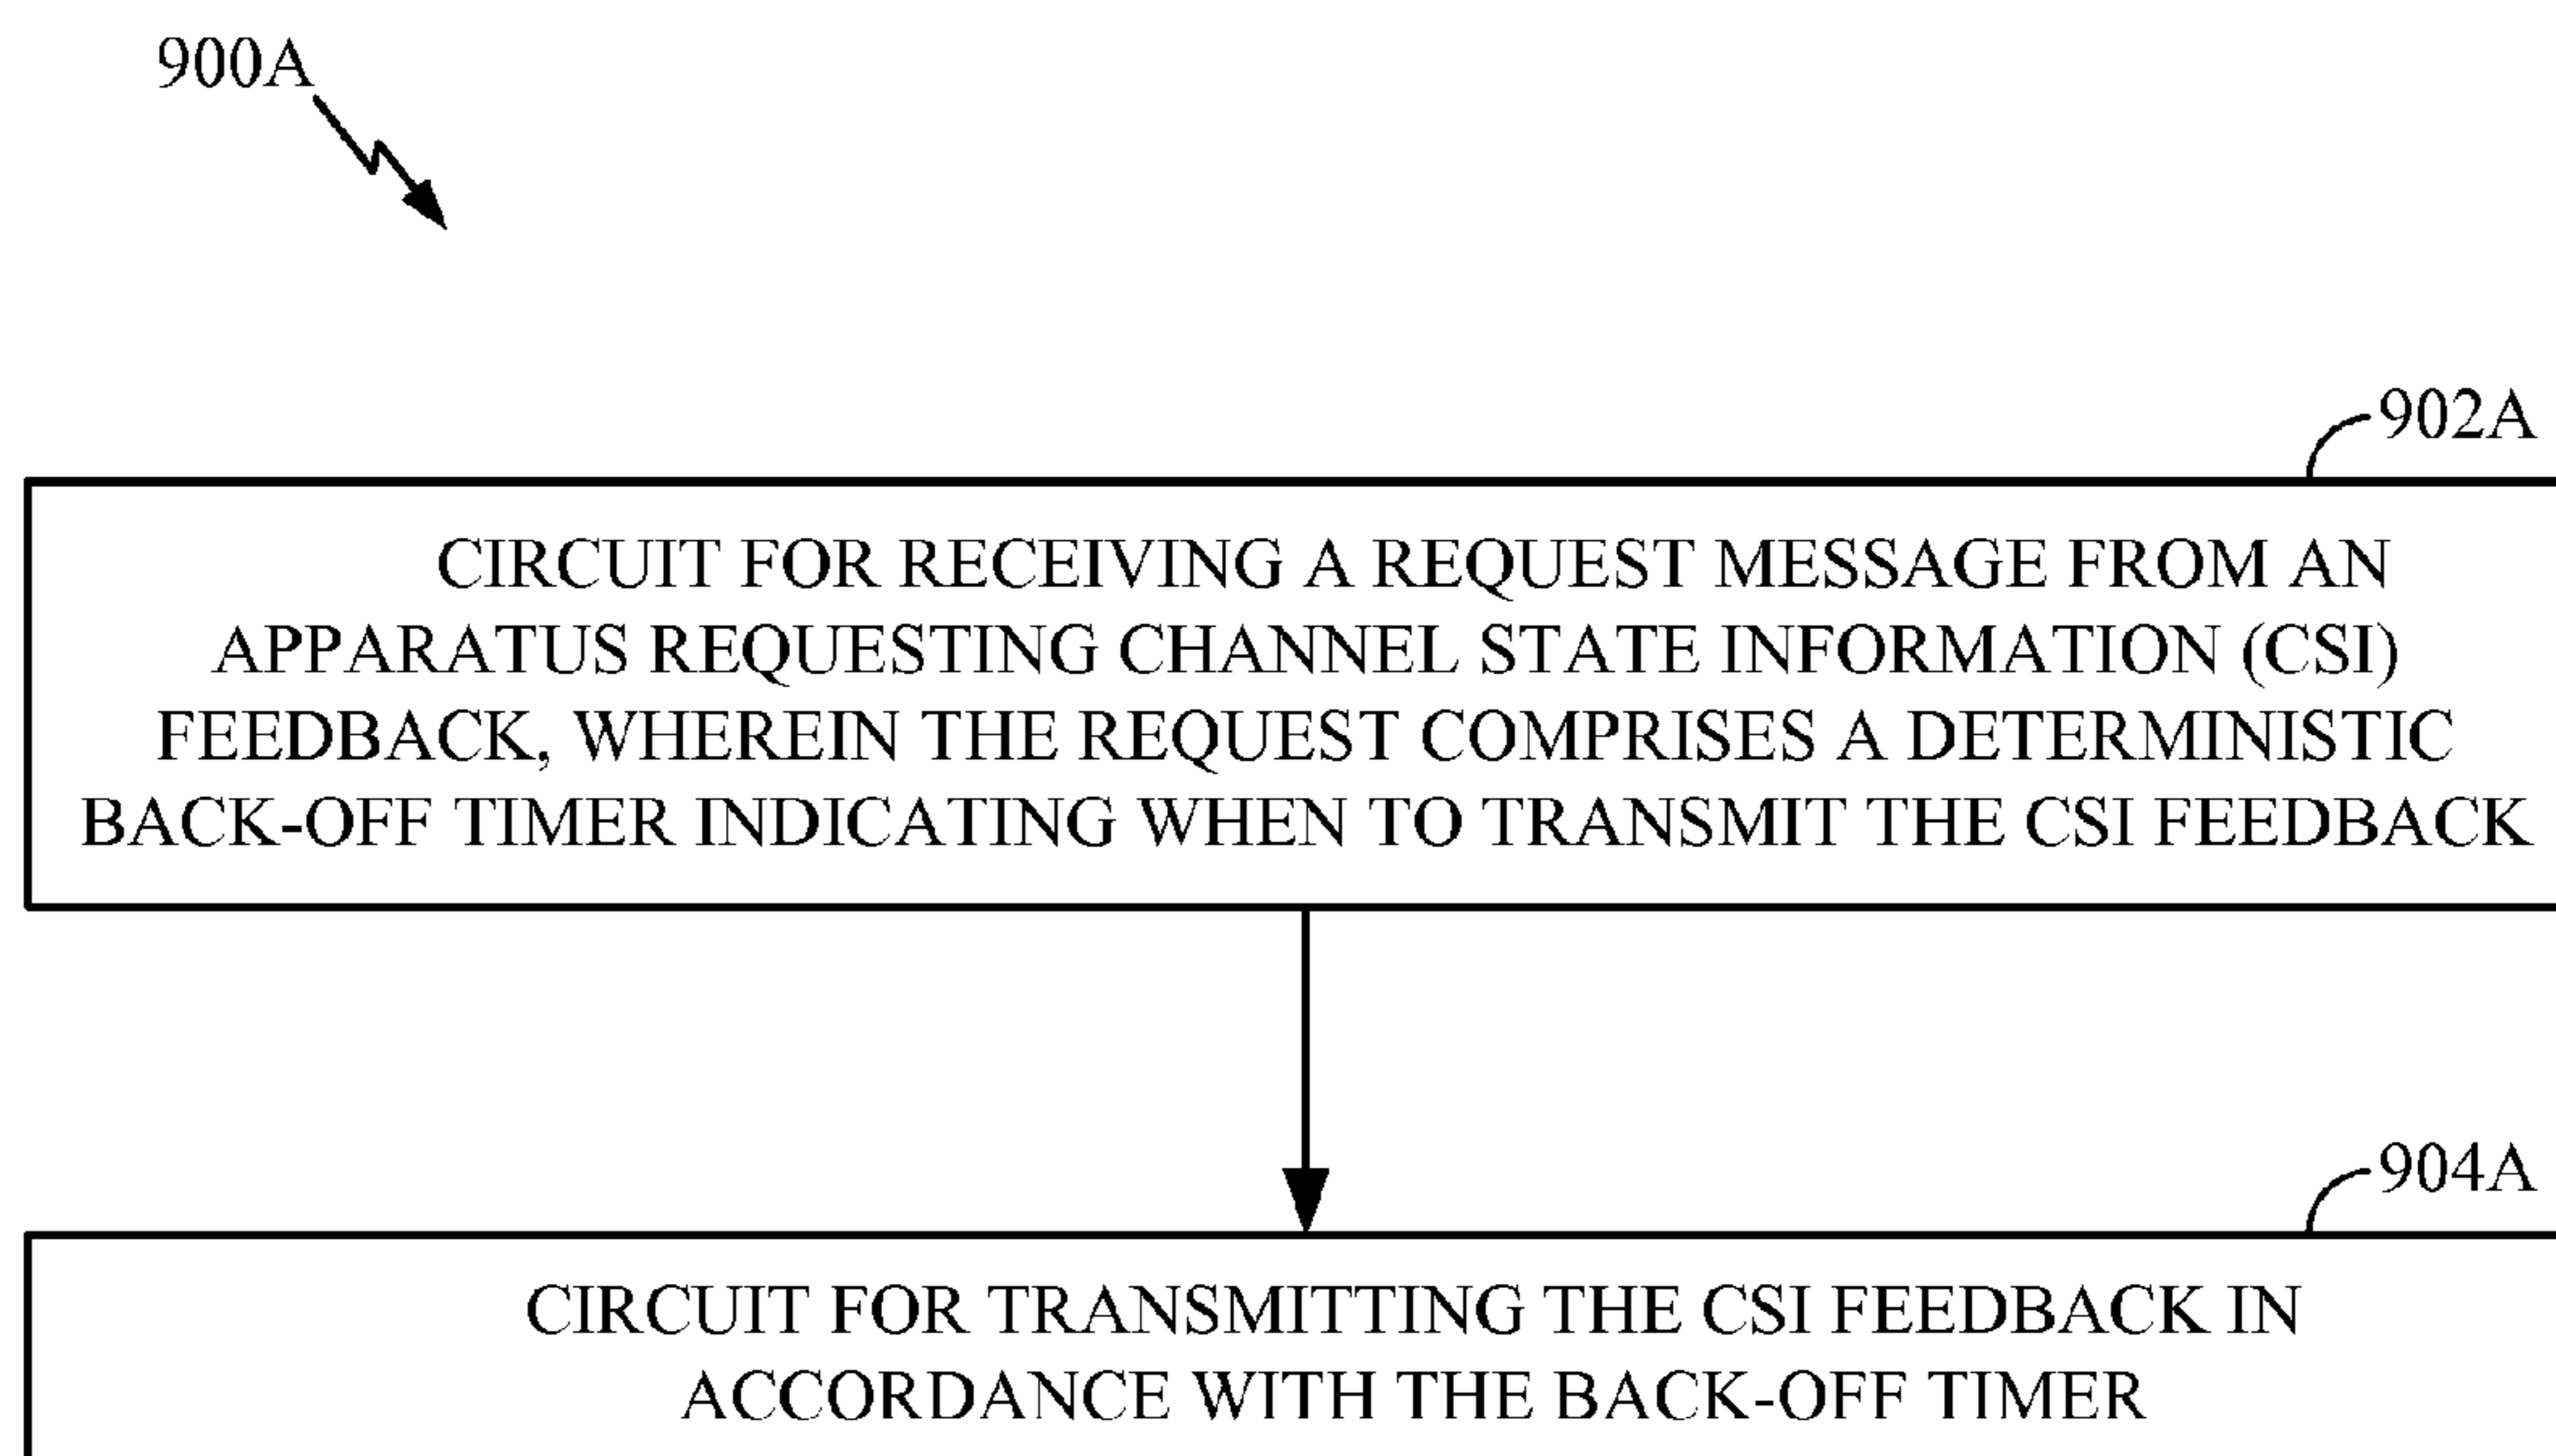 900A
902A
CIRCUIT FOR RECEIVING A REQUEST MESSAGE FROM AN
APPARATUS REQUESTING CHANNEL STATE INFORMATION (CSI)
FEEDBACK, WHEREIN THE REQUEST COMPRISES A DETERMINISTIC
BACK-OFF TIMER INDICATING WHEN TO TRANSMIT THE CSI FEEDBACK
904A
CIRCUIT FOR TRANSMITTING THE CSI FEEDBACK IN
ACCORDANCE WITH THE BACK-OFF TIMER